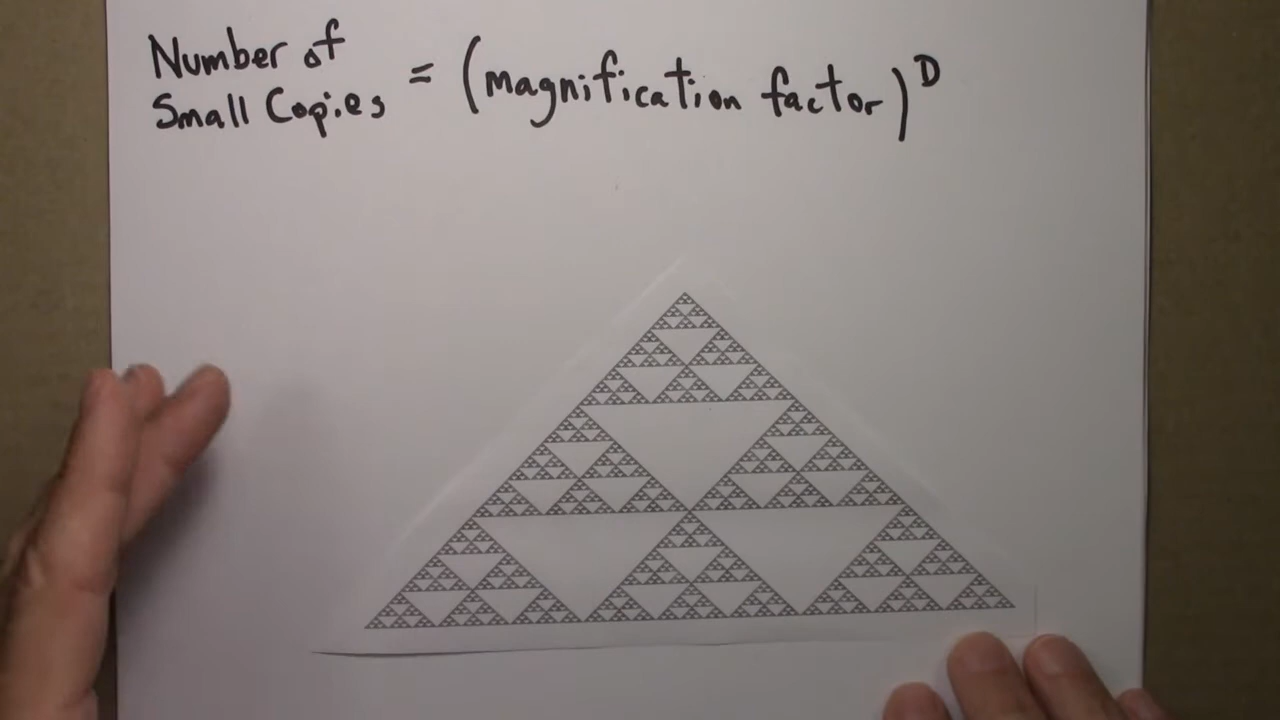 Number of
Small Copies = (magnification factor)^D